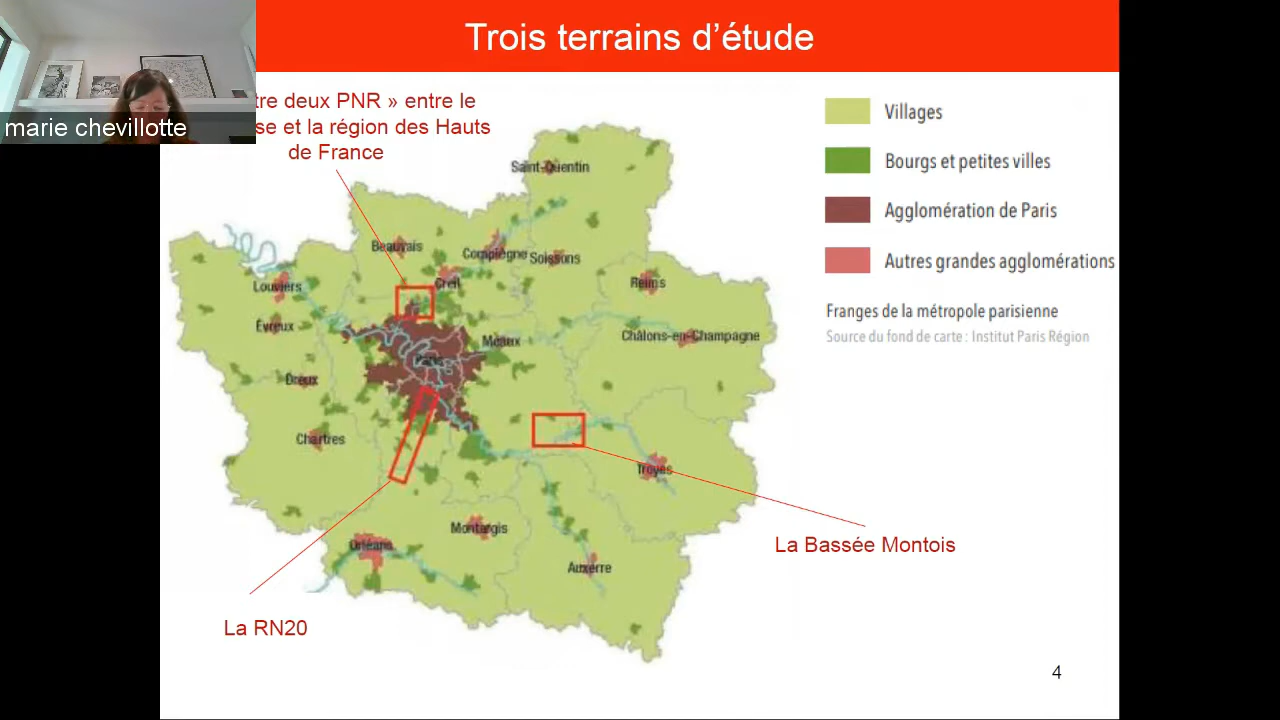 Trois terrains d'étude
tre deux PNR » entre le
se et la région des Hauts
de France
marie chevillotte
Villages
Bourgs et petites villes
Agglomération de Paris
Autres grandes agglomérations
Franges de la métropole parisienne
Source du fond de carte : Institut Paris Région
Saint-Quentin
Beauvais
Compiègne
Soissons
Louviers
Creil
Reims
Évreux
Meaux
Châlons-en-Champagne
Paris
Dreux
Chartres
Troyes
Montargis
Orléans
Auxerre
La Bassée Montois
La RN20
4